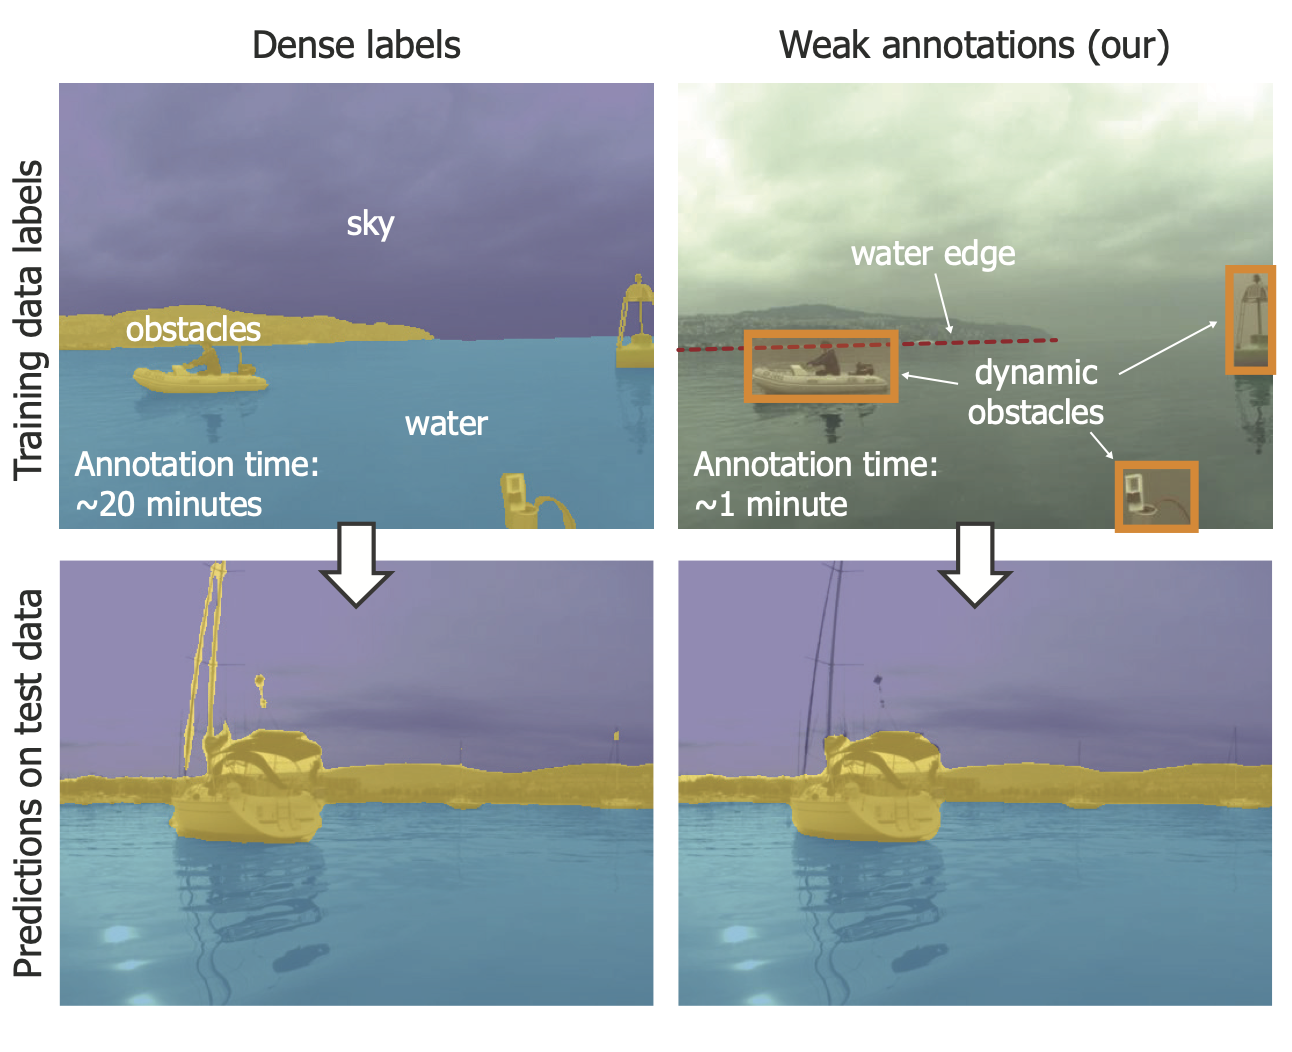 Dense labels
Weak annotations (our)
Training data labels
sky
obstacles
water
Annotation time:
~20 minutes
water edge
dynamic
obstacles
Annotation time:
~1 minute
Predictions on test data